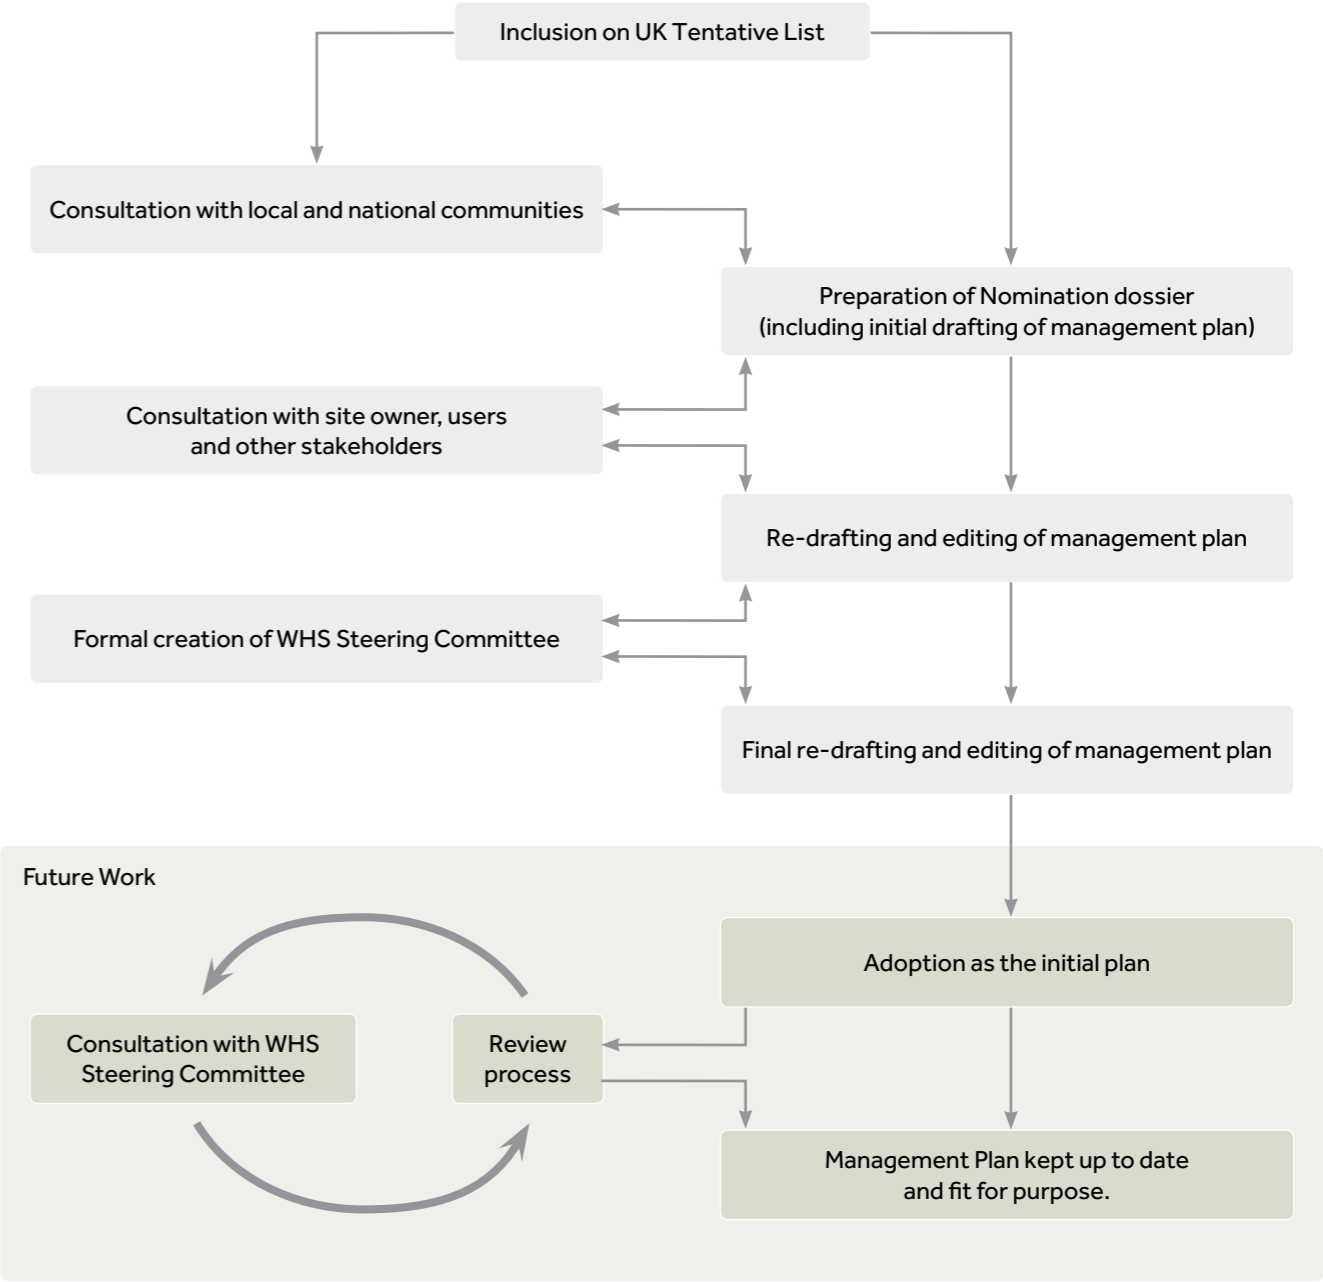 Inclusion on UK Tentative List
Consultation with local and national communities
Preparation of Nomination dossier
(including initial drafting of management plan)
Consultation with site owner, users
and other stakeholders
Re-drafting and editing of management plan
Formal creation of WHS Steering Committee
Final re-drafting and editing of management plan
Future Work
Adoption as the initial plan
Consultation with WHS
Steering Committee
Review
process
Management Plan kept up to date
and fit for purpose.